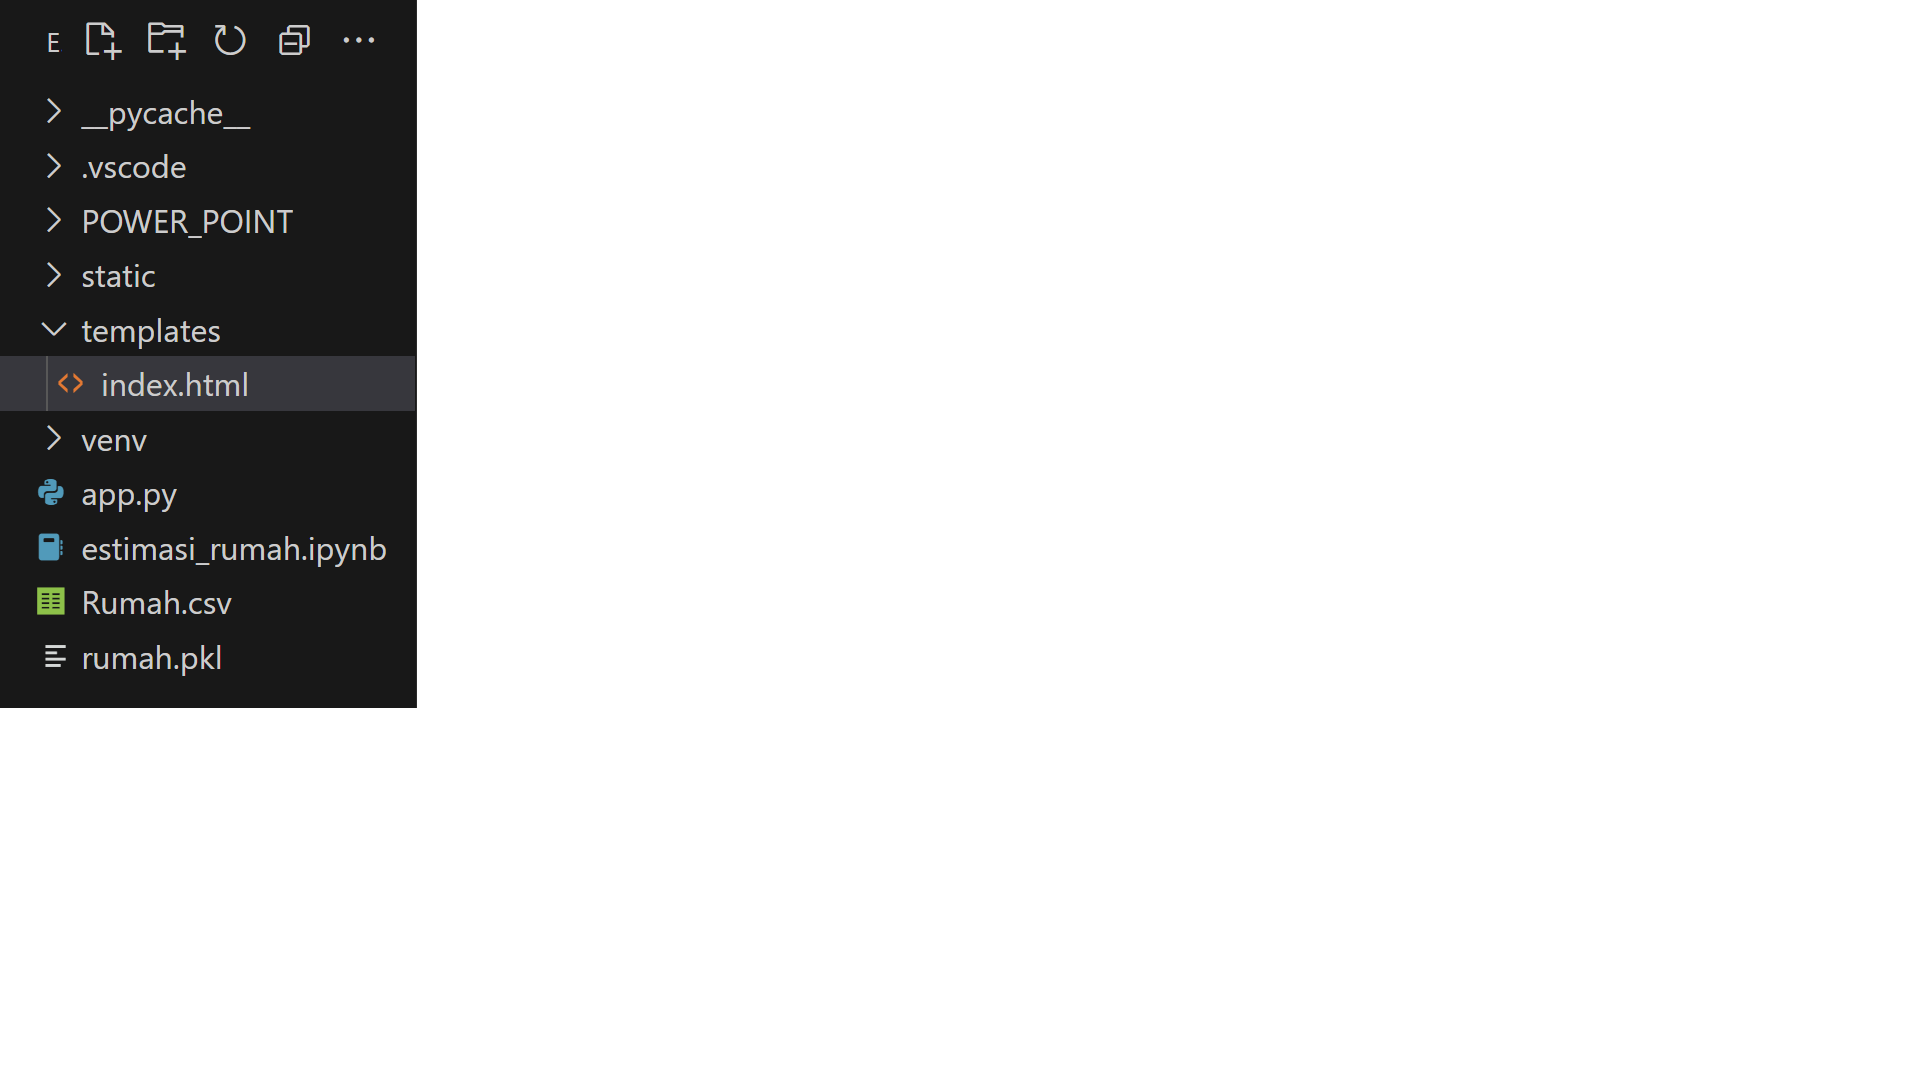 E
__pycache__
.vscode
POWER_POINT
static
templates
index.html
venv
app.py
estimasi_rumah.ipynb
Rumah.csv
rumah.pkl